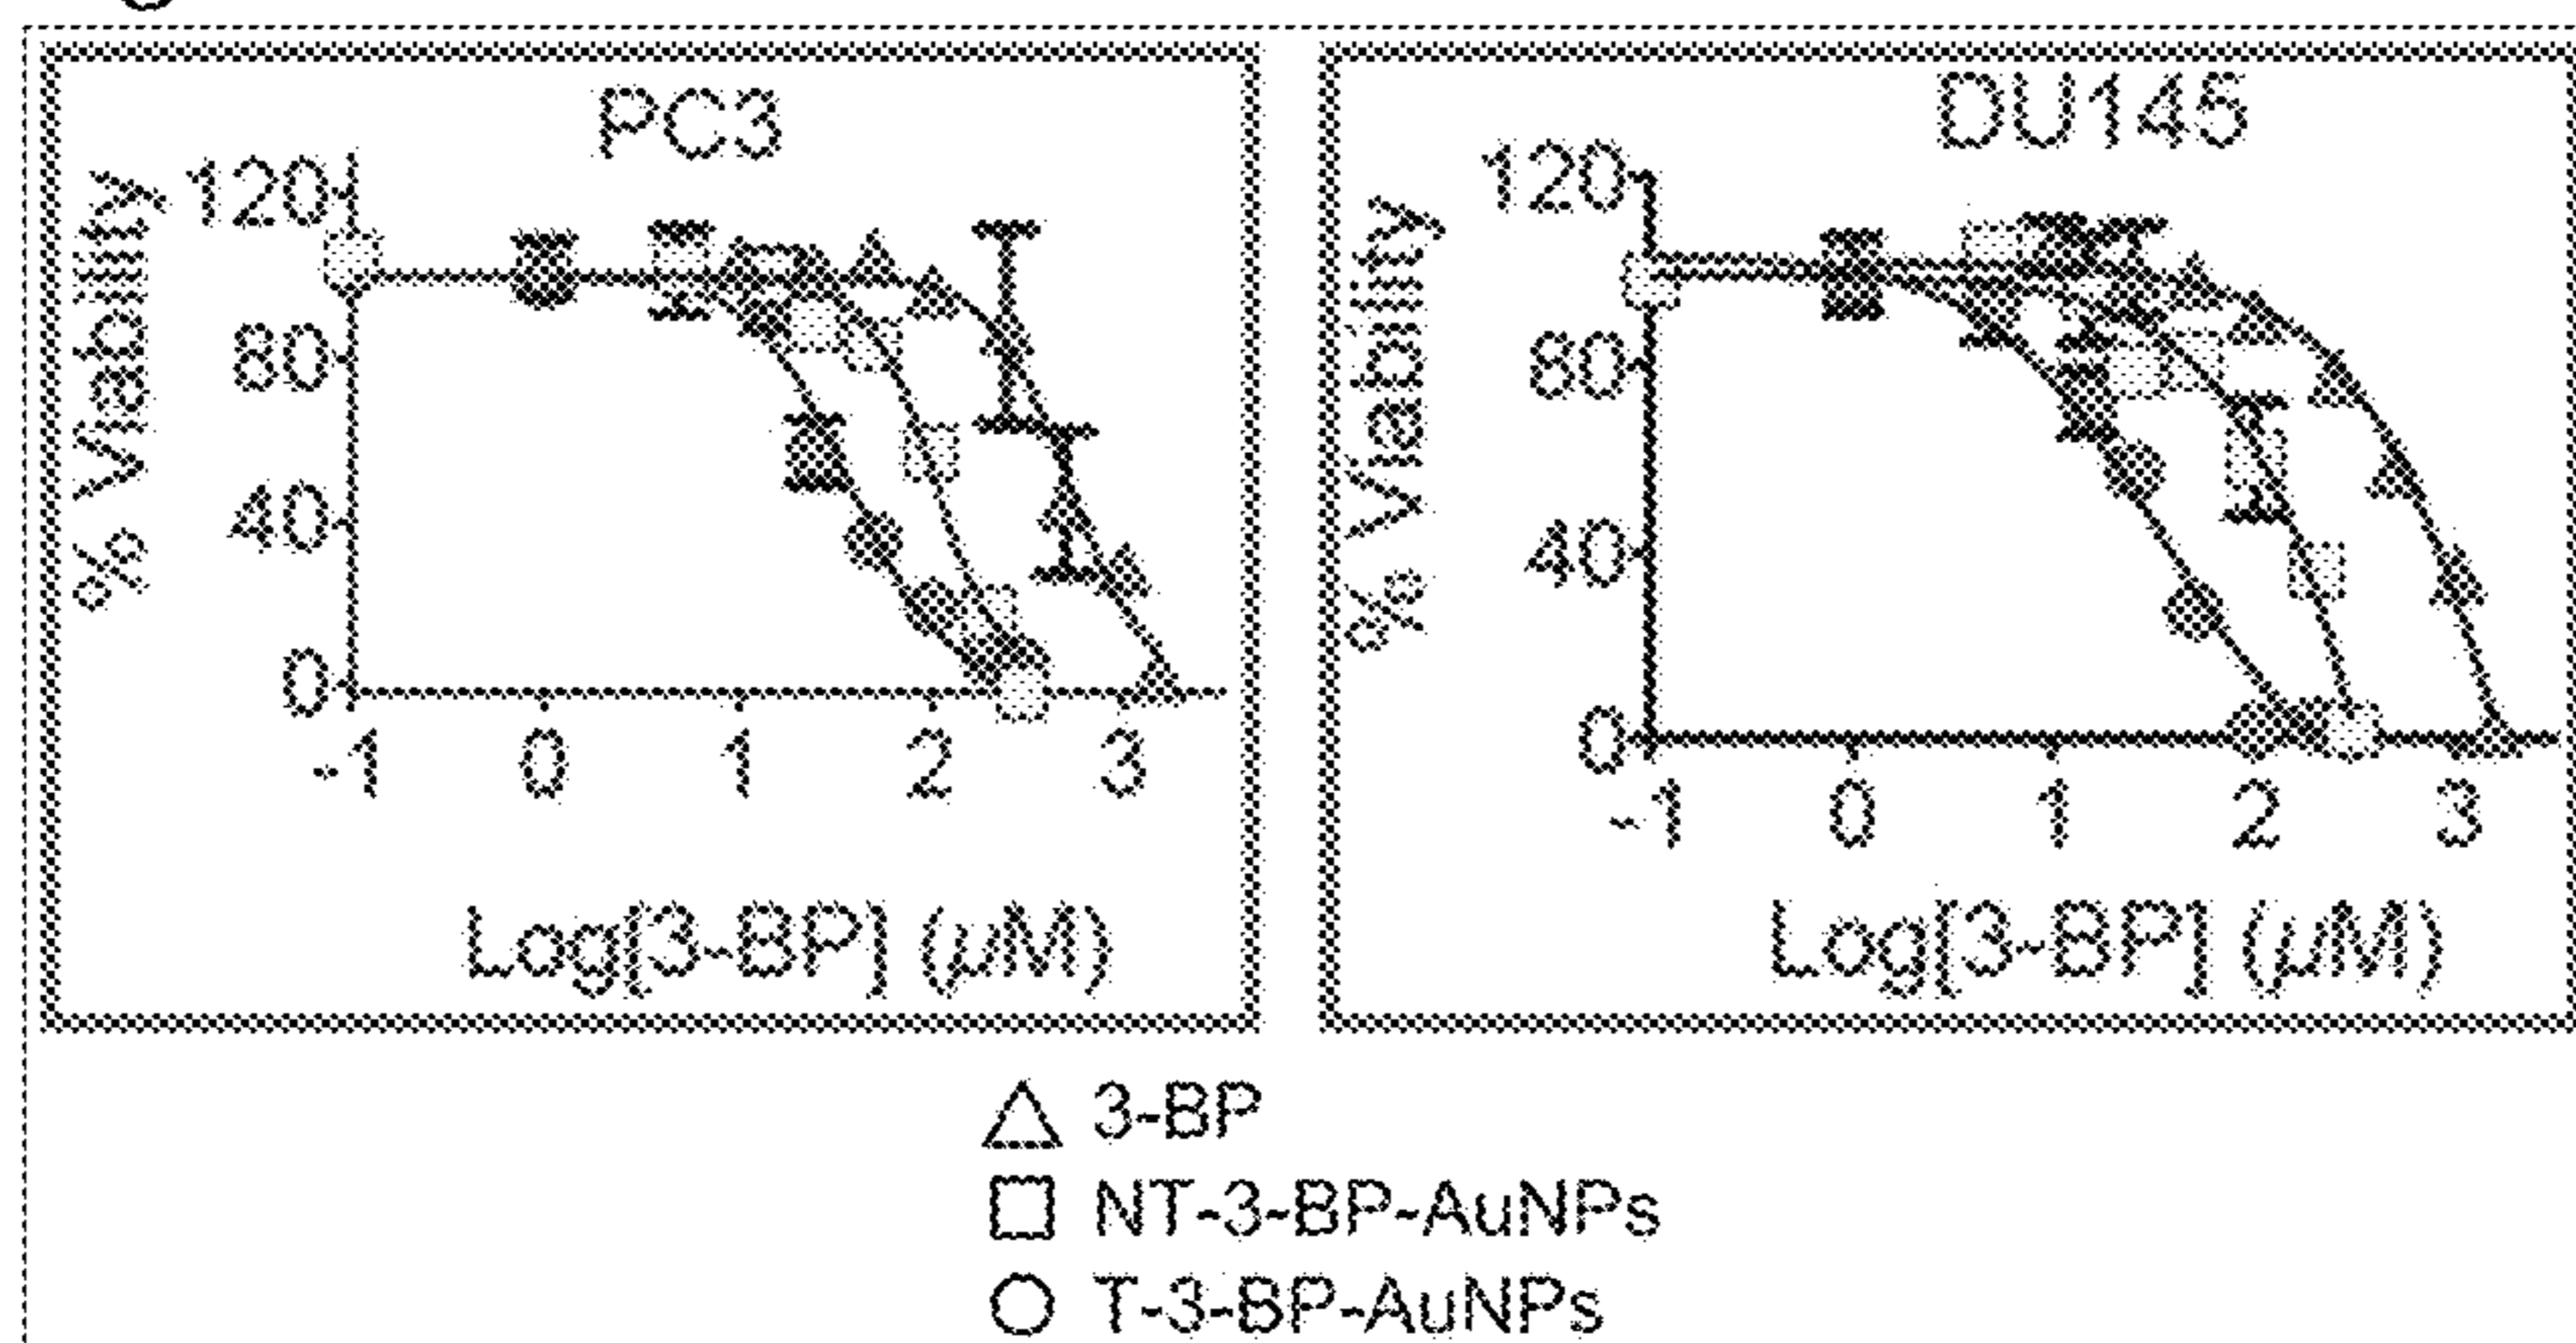 PC3
% Viability
120
80
40
0
-1 0 1 2 3
Log[3-BP] (μM)
DU145
% Viability
120
80
40
0
-1 0 1 2 3
Log[3-BP] (μM)
3-BP
NT-3-BP-AuNPs
T-3-BP-AuNPs